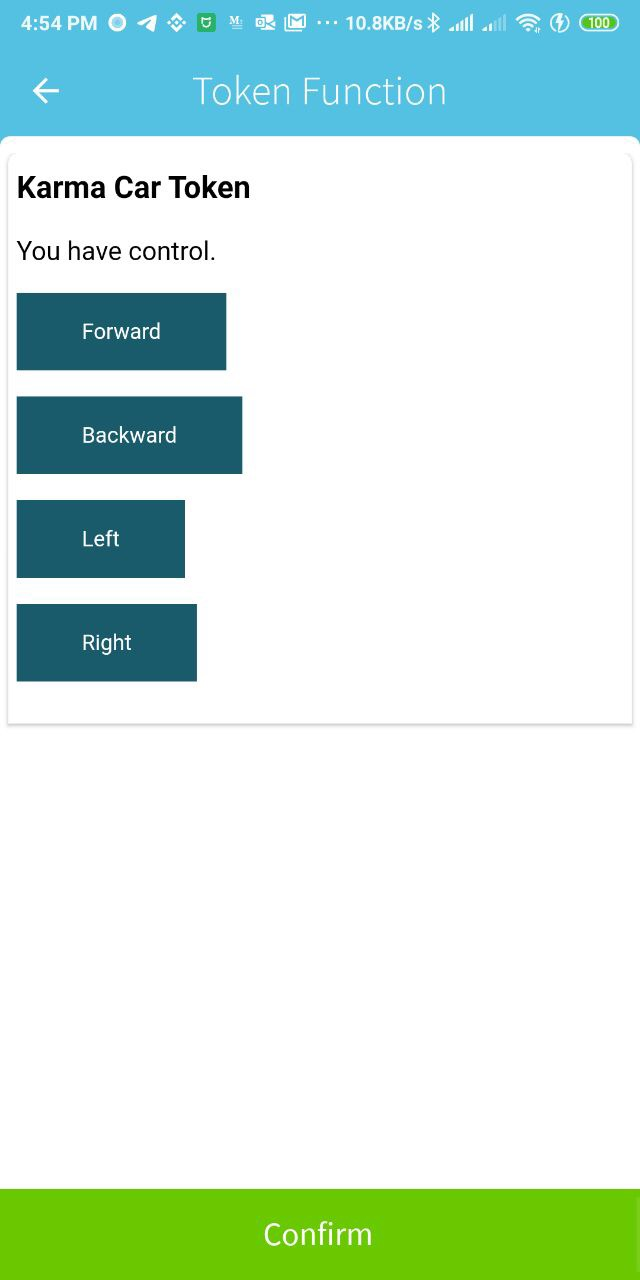 4:54 PM ... 10.8KB/s 100
Token Function
Karma Car Token
You have control.
Forward
Backward
Left
Right
Confirm